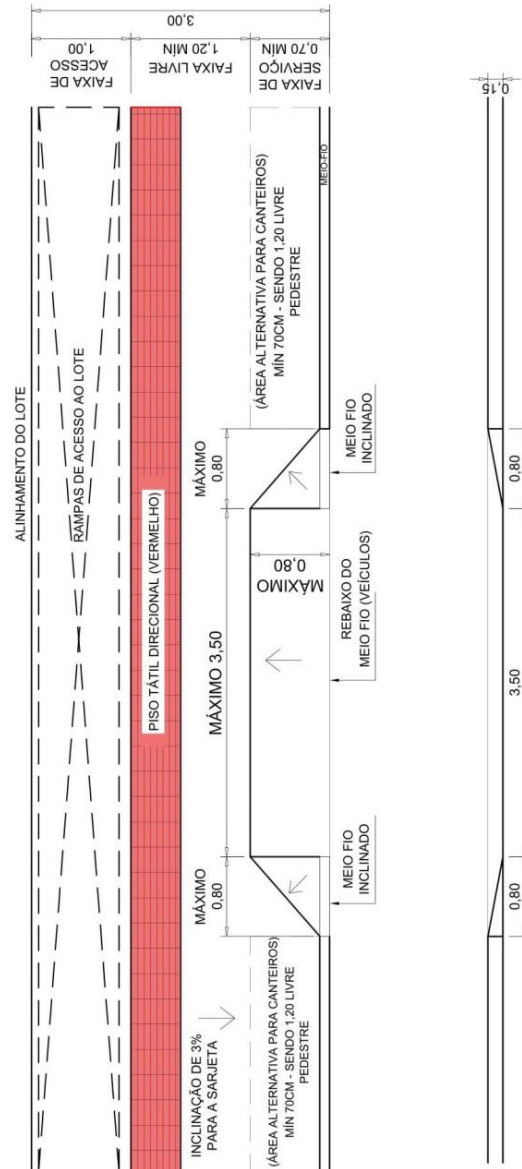 ALINHAMENTO DO LOTE
RAMPAS DE ACESSO AO LOTE
PISO TÁTIL DIRECIONAL (VERMELHO)
FAIXA DE
ACESSO
1,00
FAIXA LIVRE
1,20 MÍN
FAIXA DE
SERVIÇO
0,70 MÍN
3,00
INCLINAÇÃO DE 3%
PARA A SARJETA
MÁXIMO
0,80
MÁXIMO 3,50
MÁXIMO
0,80
MÁXIMO
0,80
(ÁREA ALTERNATIVA PARA CANTEIROS)
MÍN 70CM - SENDO 1,20 LIVRE
PEDESTRE
(ÁREA ALTERNATIVA PARA CANTEIROS)
MÍN 70CM - SENDO 1,20 LIVRE
PEDESTRE
MEIO-FIO
MEIO FIO
INCLINADO
REBAIXO DO
MEIO FIO (VEÍCULOS)
MEIO FIO
INCLINADO
0,15
0,80
3,50
0,80